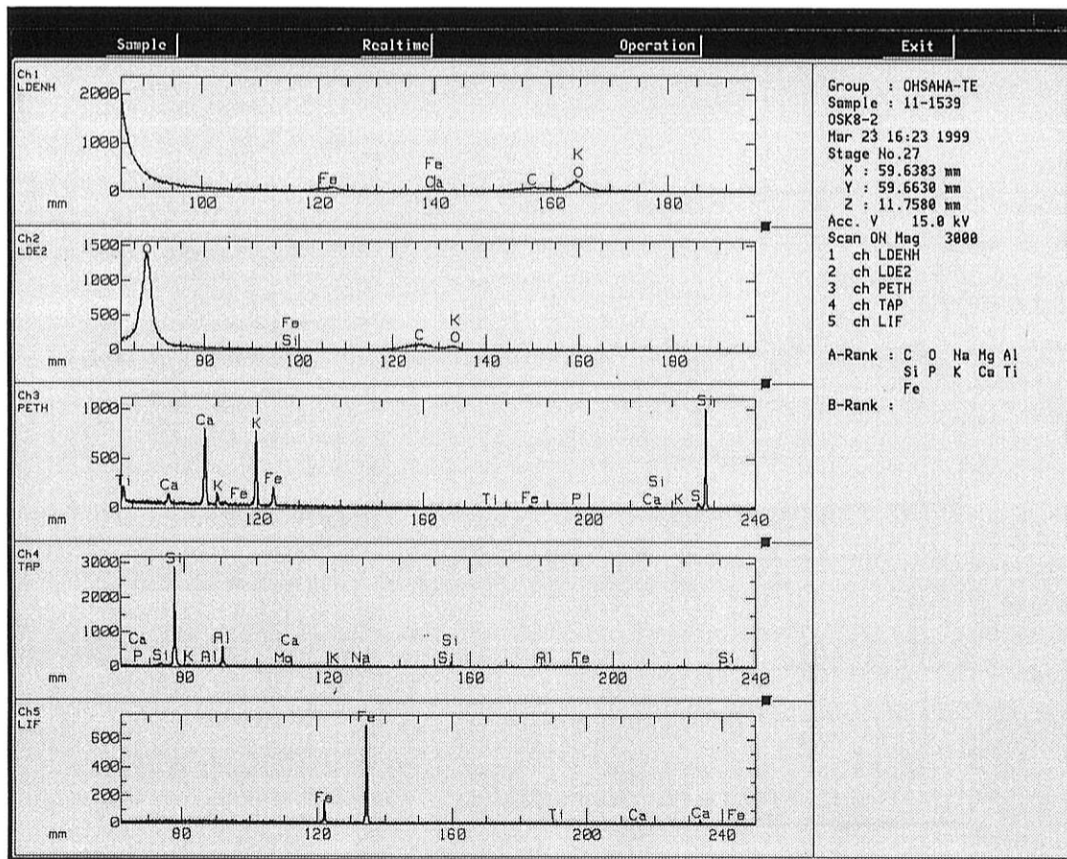 Sample Realtime Operation Exit
Ch1
LDENH
2000
1000
0
Fe
Fe
Ca
C
K
O
mm 100 120 140 160 180
Ch2
LDE2
1500
1000
500
0
O
Fe
Si
C
K
O
mm 80 100 120 140 160 180
Ch3
PETH
1000
500
0
Ti Ca Ca K Fe K Fe Ti Fe P Si Ca K S Si
mm 120 160 200 240
Ch4
TAP
3000
2000
1000
0
Ca P Si Si K Al Al Ca Mg K Na Si Si Al Fe Si
mm 80 120 160 200 240
Ch5
LIF
600
400
200
0
Fe Fe Ti Ca Ca Fe
mm 80 120 160 200 240
Group : OHSAWA-TE
Sample : 11-1539
OSK8-2
Mar 23 16:23 1999
Stage No.27
X : 59.6383 mm
Y : 59.6630 mm
Z : 11.7580 mm
Acc. V 15.0 kV
Scan ON Mag 3000
1 ch LDENH
2 ch LDE2
3 ch PETH
4 ch TAP
5 ch LIF
A-Rank : C O Na Mg Al
Si P K Ca Ti
Fe
B-Rank :